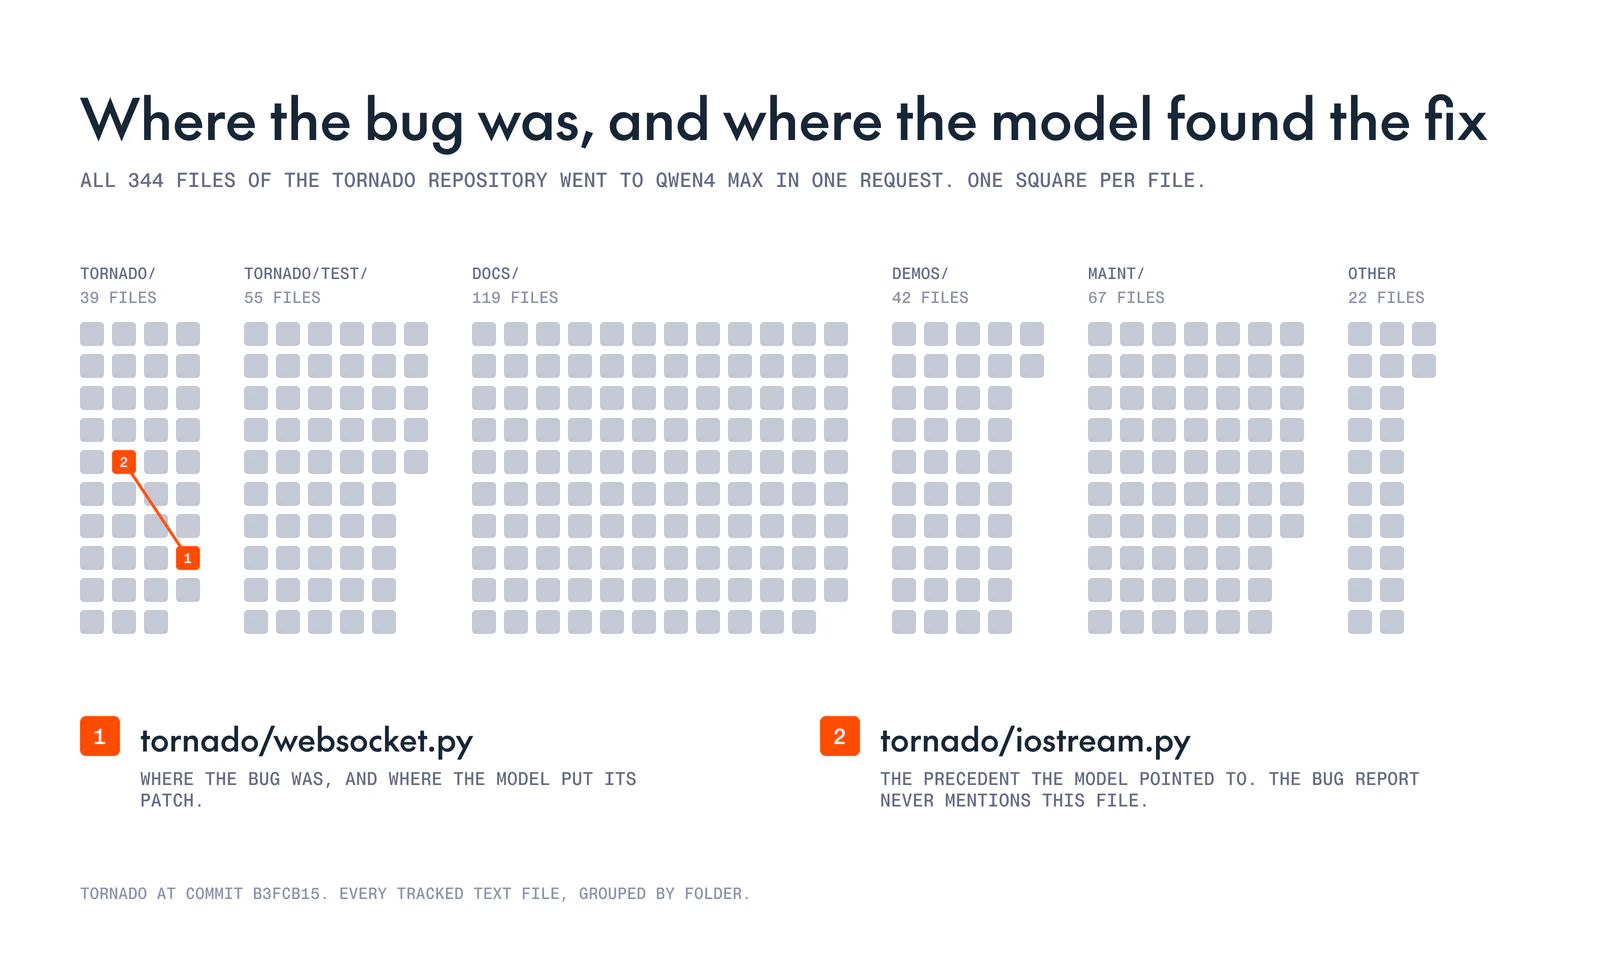 Where the bug was, and where the model found the fix
ALL 344 FILES OF THE TORNADO REPOSITORY WENT TO QWEN4 MAX IN ONE REQUEST. ONE SQUARE PER FILE.
TORNADO/
39 FILES
TORNADO/TEST/
55 FILES
DOCS/
119 FILES
DEMOS/
42 FILES
MAINT/
67 FILES
OTHER
22 FILES
2
1
1
tornado/websocket.py
WHERE THE BUG WAS, AND WHERE THE MODEL PUT ITS
PATCH.
2
tornado/iostream.py
THE PRECEDENT THE MODEL POINTED TO. THE BUG REPORT
NEVER MENTIONS THIS FILE.
TORNADO AT COMMIT B3FCB15. EVERY TRACKED TEXT FILE, GROUPED BY FOLDER.